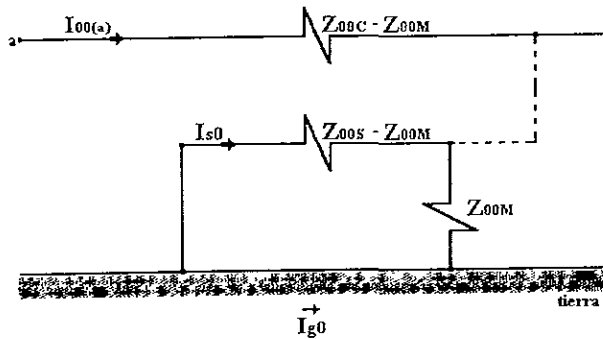 I00(a)
Z00C - Z00M
a
Is0
Z00S - Z00M
Z00M
tierra
Ig0